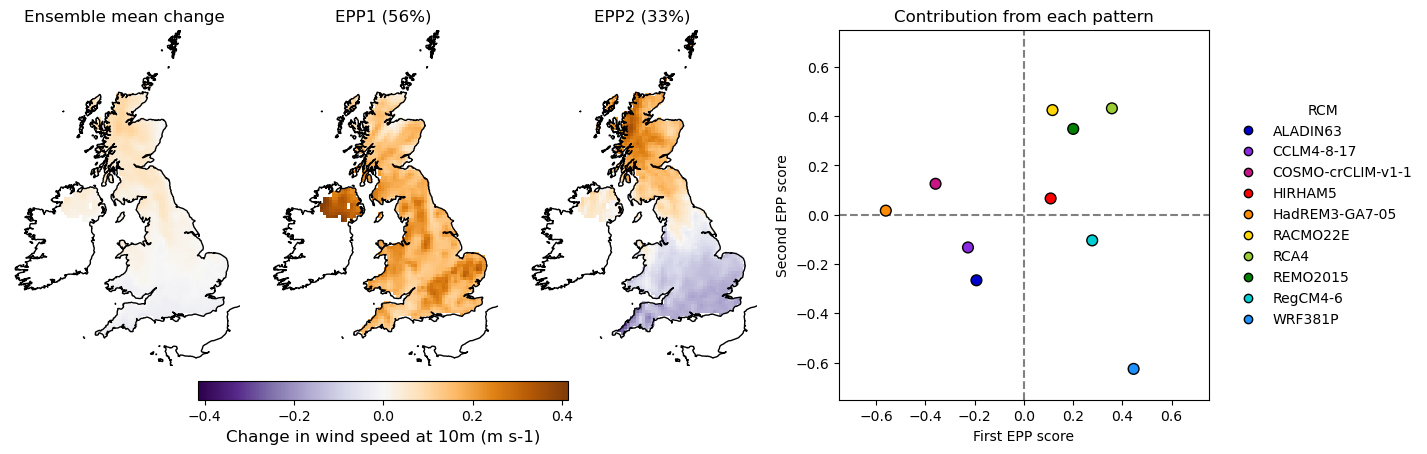 Ensemble mean change
EPP1 (56%)
EPP2 (33%)
Contribution from each pattern
−0.4 −0.2 0.0 0.2 0.4
Change in wind speed at 10m (m s-1)
Second EPP score
0.6
0.4
0.2
0.0
−0.2
−0.4
−0.6
−0.6 −0.4 −0.2 0.0 0.2 0.4 0.6
First EPP score
RCM
ALADIN63
CCLM4-8-17
COSMO-crCLIM-v1-1
HIRHAM5
HadREM3-GA7-05
RACMO22E
RCA4
REMO2015
RegCM4-6
WRF381P